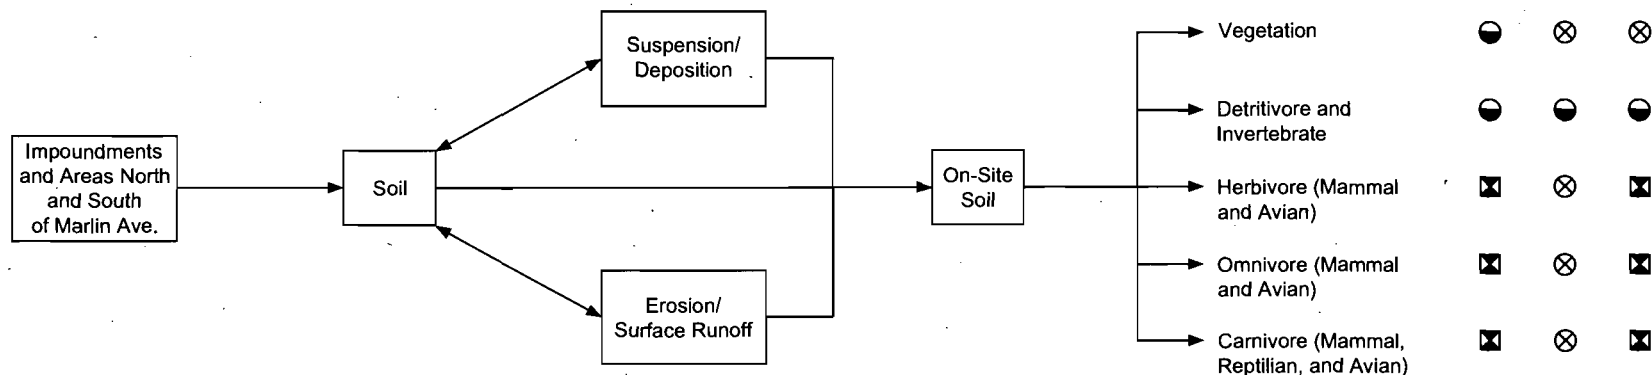 Impoundments
and Areas North
and South
of Marlin Ave.
Soil
Suspension/
Deposition
Erosion/
Surface Runoff
On-Site
Soil
Vegetation
Detritivore and
Invertebrate
Herbivore (Mammal
and Avian)
Omnivore (Mammal
and Avian)
Carnivore (Mammal,
Reptilian, and Avian)